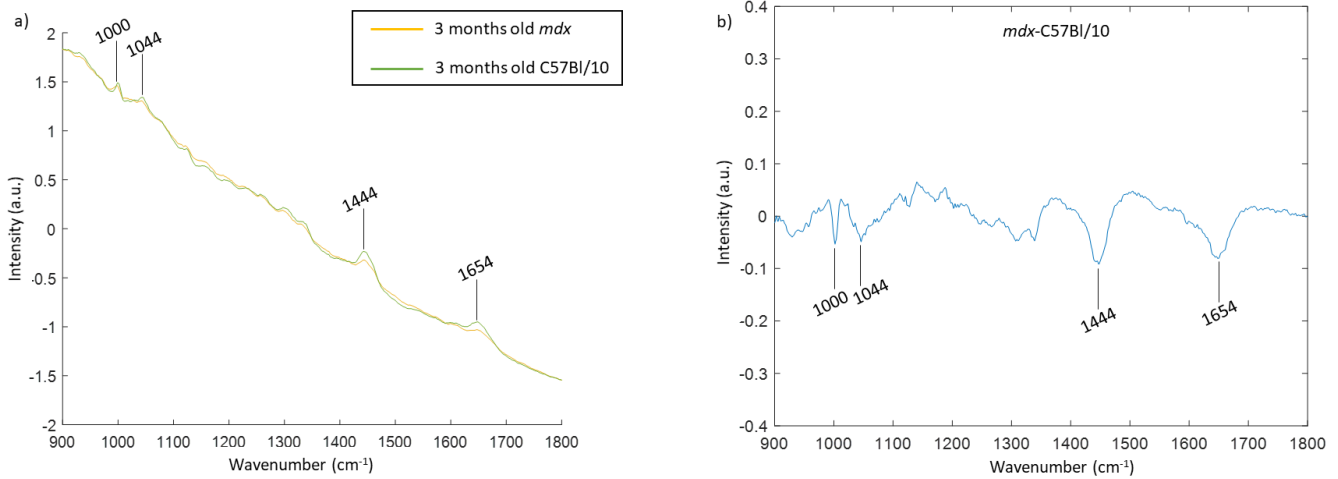 a)
3 months old mdx
3 months old C57Bl/10
1000
1044
1444
1654
2
1.5
1
0.5
0
-0.5
-1
-1.5
-2
Intensity (a.u.)
900 1000 1100 1200 1300 1400 1500 1600 1700 1800
Wavenumber (cm⁻¹)
b)
mdx-C57Bl/10
0.4
0.3
0.2
0.1
0
-0.1
-0.2
-0.3
-0.4
Intensity (a.u.)
1000
1044
1444
1654
900 1000 1100 1200 1300 1400 1500 1600 1700 1800
Wavenumber (cm⁻¹)